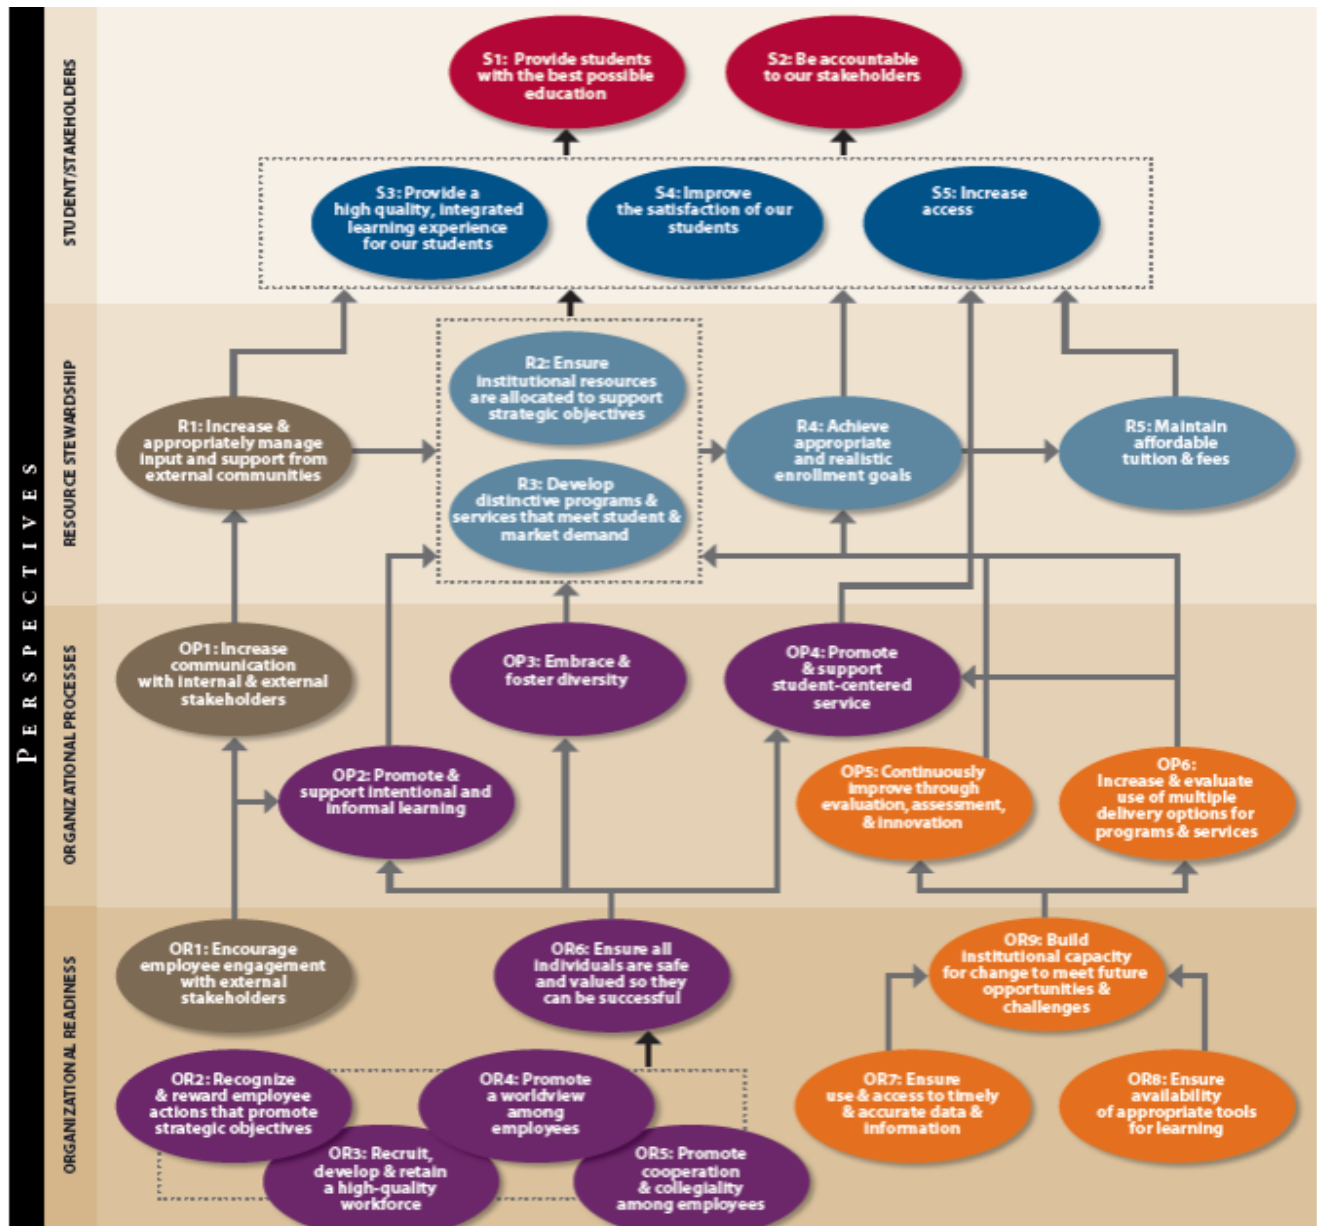 PERSPECTIVES
STUDENT/STAKEHOLDERS
S1: Provide students
with the best possible
education
S2: Be accountable
to our stakeholders
S3: Provide a
high quality, integrated
learning experience
for our students
S4: Improve
the satisfaction of our
students
S5: Increase
access
RESOURCE STEWARDSHIP
R1: Increase &
appropriately manage
input and support from
external communities
R2: Ensure
institutional resources
are allocated to support
strategic objectives
R3: Develop
distinctive programs &
services that meet student &
market demand
R4: Achieve
appropriate
and realistic
enrollment goals
R5: Maintain
affordable
tuition & fees
ORGANIZATIONAL PROCESSES
OP1: Increase
communication
with internal & external
stakeholders
OP2: Promote &
support intentional and
informal learning
OP3: Embrace &
foster diversity
OP4: Promote
& support
student-centered
service
OP5: Continuously
improve through
evaluation, assessment,
& innovation
OP6:
Increase & evaluate
use of multiple
delivery options for
programs & services
ORGANIZATIONAL READINESS
OR1: Encourage
employee engagement
with external
stakeholders
OR6: Ensure all
individuals are safe
and valued so they
can be successful
OR9: Build
institutional capacity
for change to meet future
opportunities &
challenges
OR2: Recognize
& reward employee
actions that promote
strategic objectives
OR3: Recruit,
develop & retain
a high-quality
workforce
OR4: Promote
a worldview
among
employees
OR5: Promote
cooperation
& collegiality
among employees
OR7: Ensure
use & access to timely
& accurate data &
information
OR8: Ensure
availability
of appropriate tools
for learning